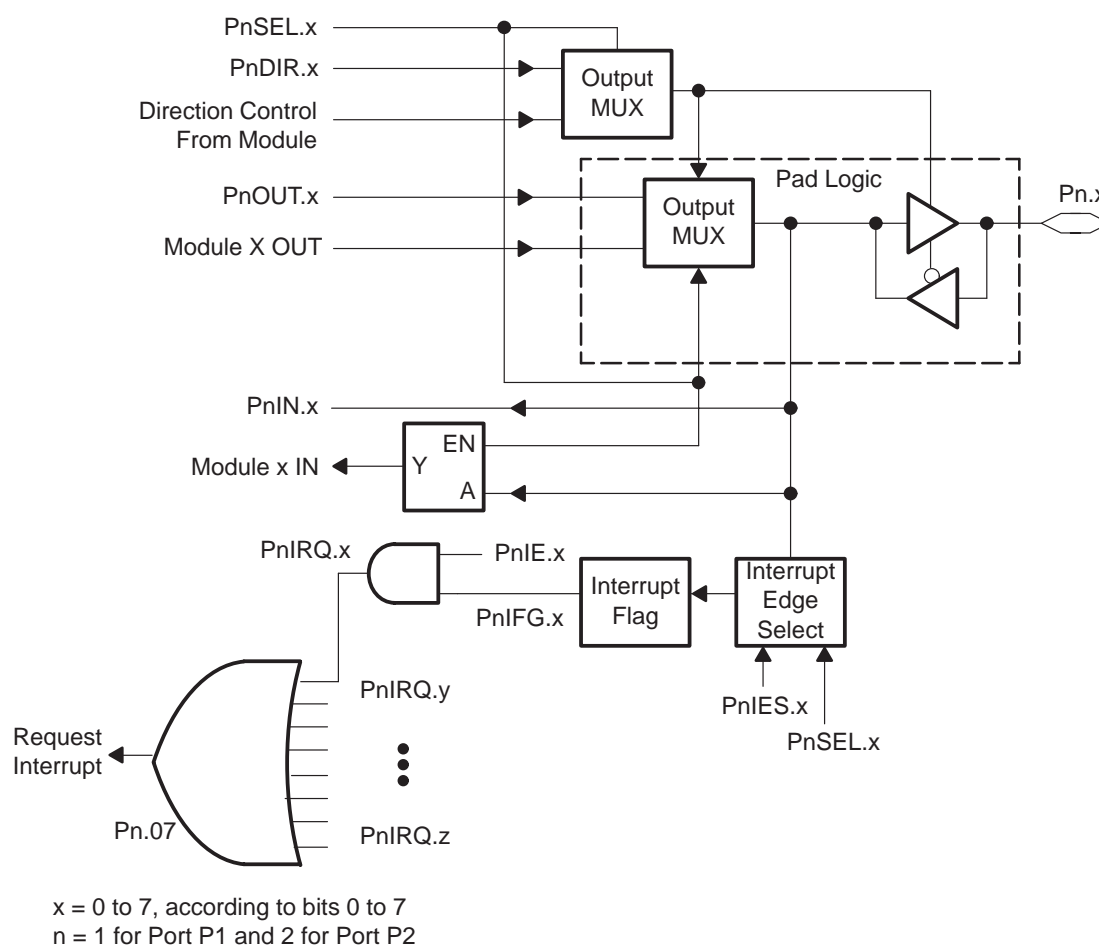 PnSEL.x
PnDIR.x
Direction Control
From Module
Output
MUX
Pad Logic
PnOUT.x
Module X OUT
Output
MUX
Pn.x
PnIN.x
Module x IN
Y
EN
A
PnIRQ.x
PnIE.x
PnIFG.x
Interrupt
Flag
Interrupt
Edge
Select
PnIES.x
PnSEL.x
PnIRQ.y
Request
Interrupt
Pn.07
PnIRQ.z
x = 0 to 7, according to bits 0 to 7
n = 1 for Port P1 and 2 for Port P2